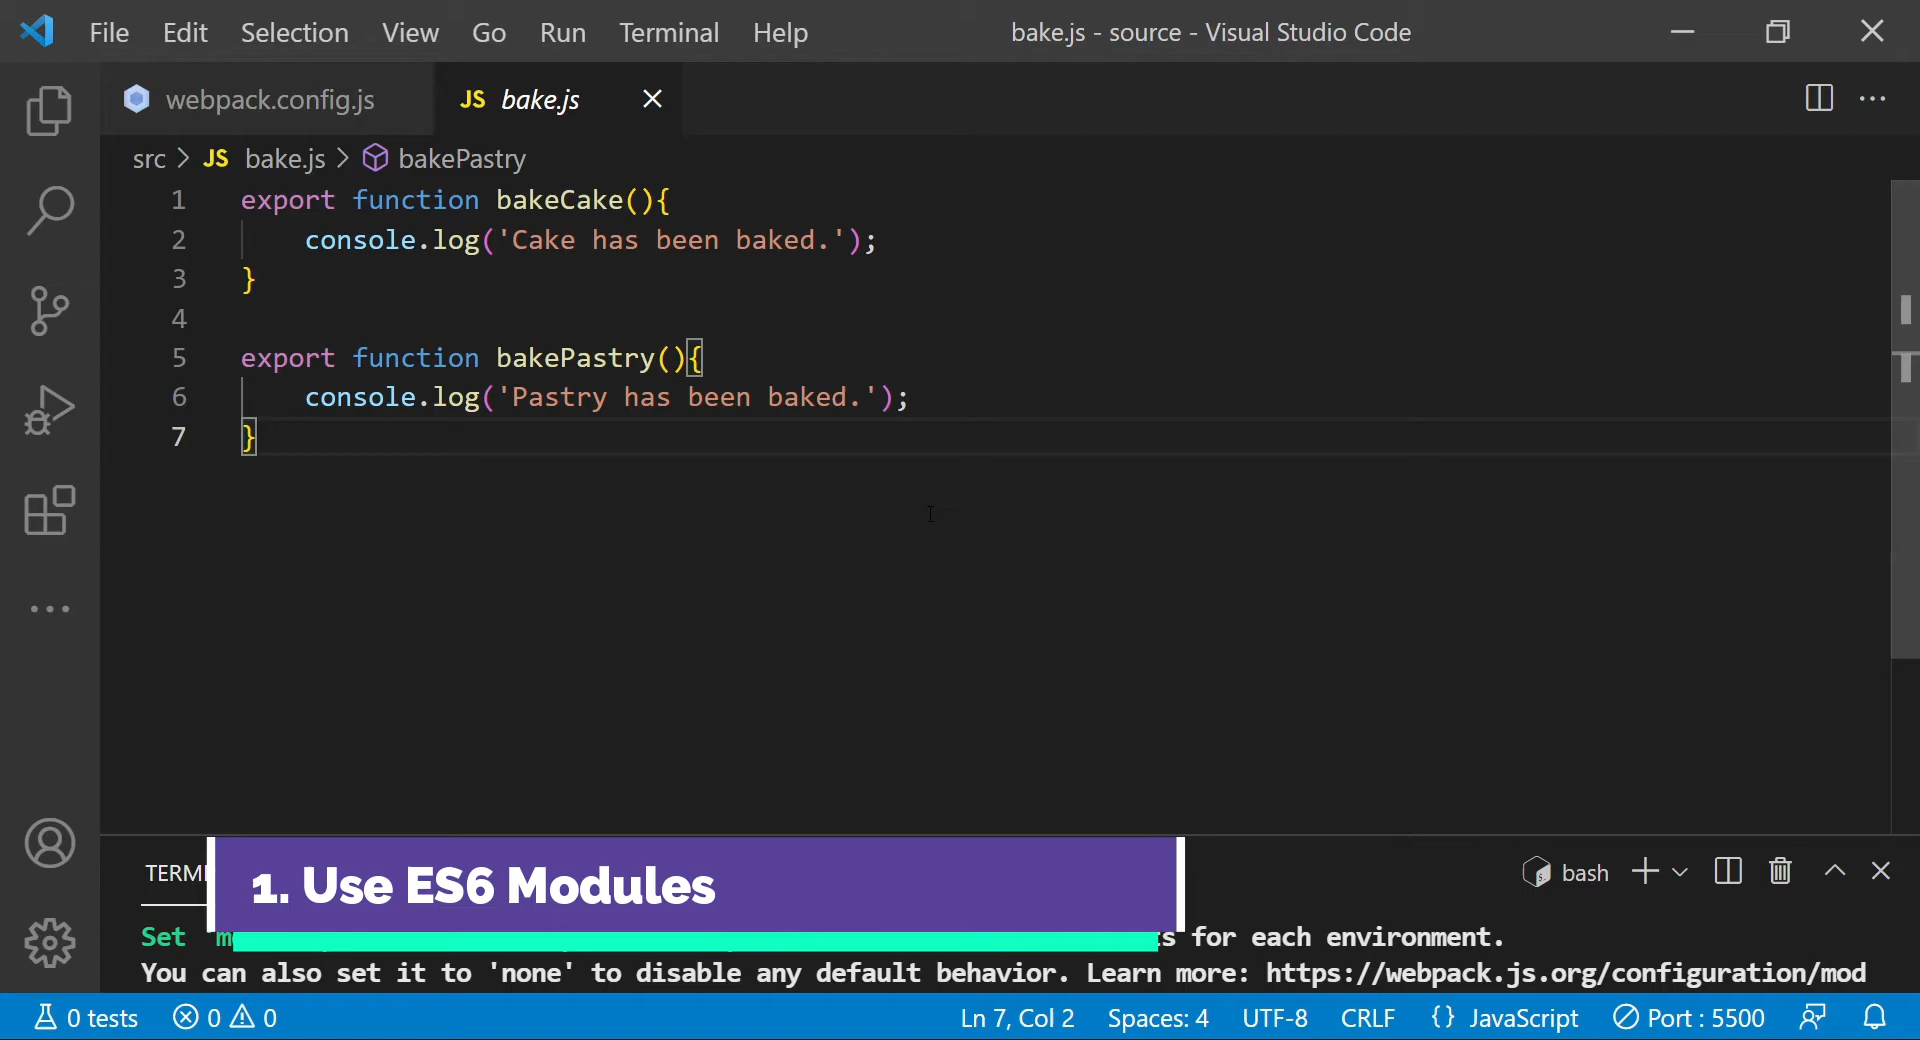 File Edit Selection View Go Run Terminal Help bake.js - source - Visual Studio Code
webpack.config.js JS bake.js
src > JS bake.js > bakePastry
1 export function bakeCake(){
2 console.log('Cake has been baked.');
3 }
4
5 export function bakePastry(){
6 console.log('Pastry has been baked.');
7 }
bash
1. Use ES6 Modules
Set for each environment.
You can also set it to 'none' to disable any default behavior. Learn more: https://webpack.js.org/configuration/mod
0 tests 0 0 Ln 7, Col 2 Spaces: 4 UTF-8 CRLF {} JavaScript Port : 5500